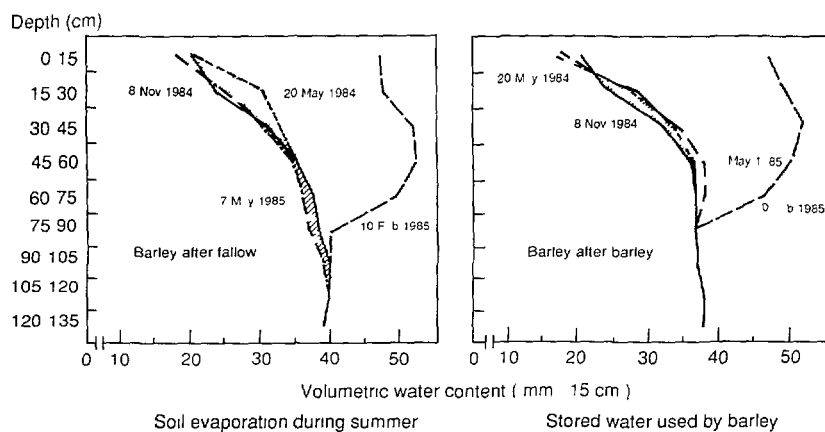 Depth (cm)
0 15
15 30
30 45
45 60
60 75
75 90
90 105
105 120
120 135
8 Nov 1984
20 May 1984
7 M y 1985
10 F b 1985
Barley after fallow
0 10 20 30 40 50
20 M y 1984
8 Nov 1984
May 1 85
0 b 1985
Barley after barley
0 10 20 30 40 50
Volumetric water content ( mm 15 cm )
Soil evaporation during summer
Stored water used by barley